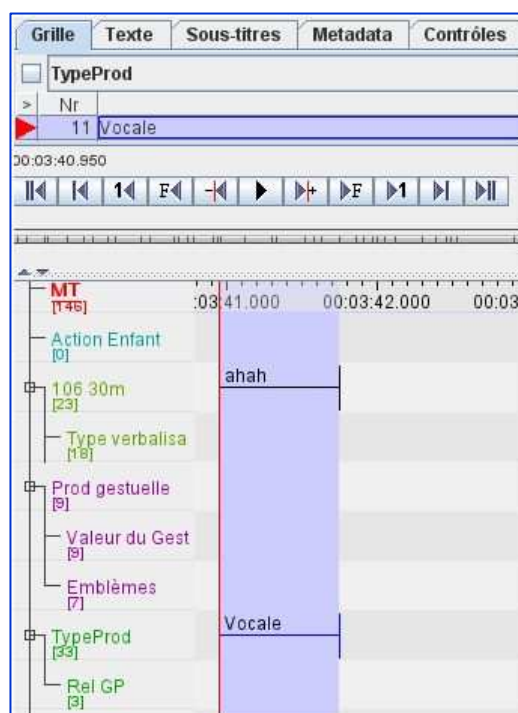 Grille Texte Sous-titres Metadata Contrôles
TypeProd
> Nr
11 Vocale
00:03:40.950
1 F - + F 1
MT :03:41.000 00:03:42.000 00:03
[146]
Action Enfant
[0]
ahah
106 30m
[23]
Type verbalisa
[18]
Prod gestuelle
[9]
Valeur du Gest
[9]
Emblèmes
[7]
Vocale
TypeProd
[33]
Rel GP
[3]